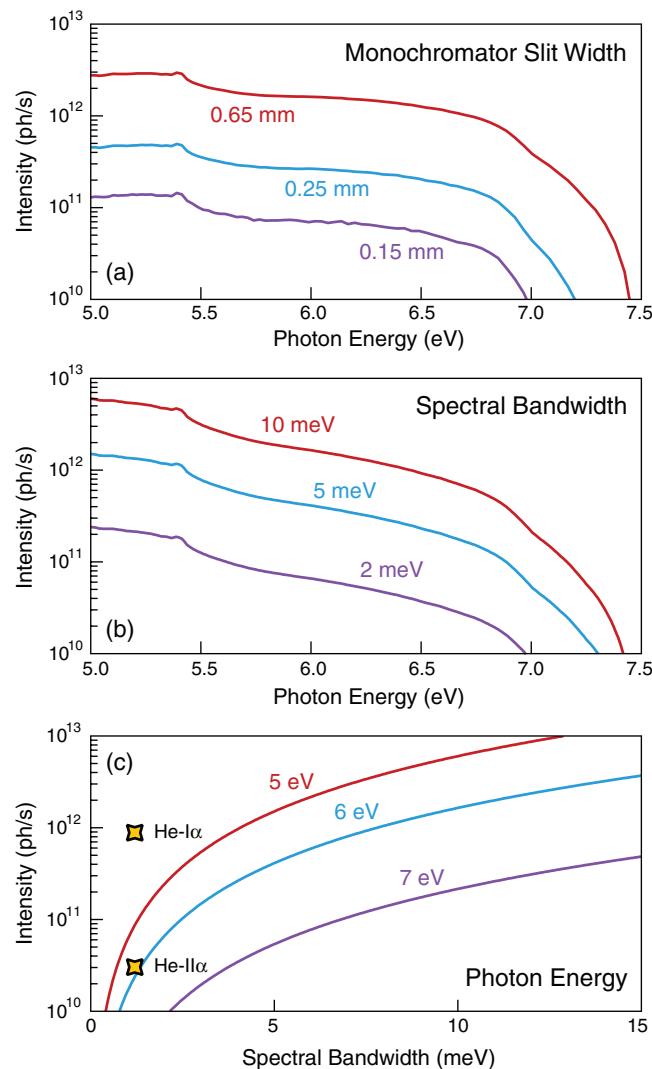 10^13
Monochromator Slit Width
0.65 mm
10^12
Intensity (ph/s)
0.25 mm
10^11
0.15 mm
(a)
10^10
5.0 5.5 6.0 6.5 7.0 7.5
Photon Energy (eV)
10^13
Spectral Bandwidth
10 meV
10^12
Intensity (ph/s)
5 meV
10^11
2 meV
(b)
10^10
5.0 5.5 6.0 6.5 7.0 7.5
Photon Energy (eV)
10^13
(c)
5 eV
6 eV
10^12
He-Iα
Intensity (ph/s)
7 eV
10^11
He-IIα
Photon Energy
10^10
0 5 10 15
Spectral Bandwidth (meV)